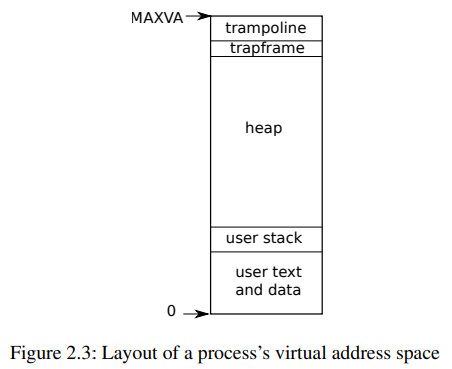 MAXVA
trampoline
trapframe
heap
user stack
user text
and data
0
Figure 2.3: Layout of a process’s virtual address space